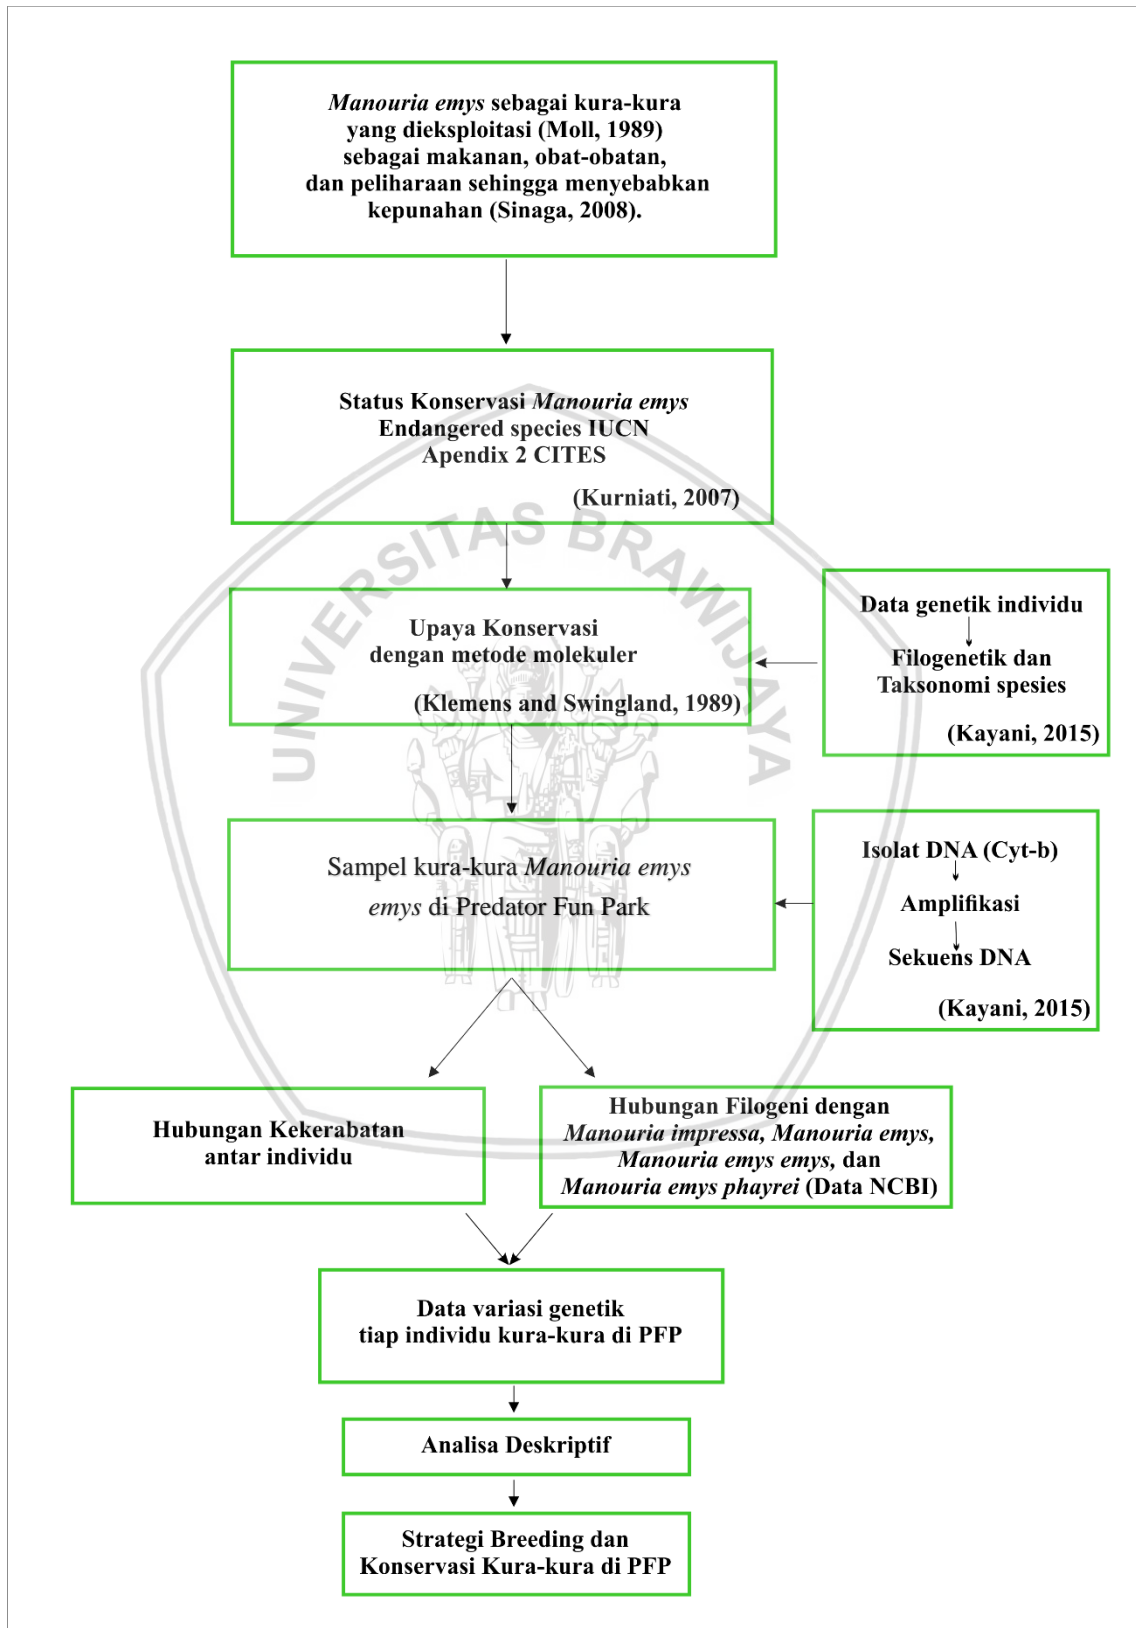 Manouria emys sebagai kura-kura
yang dieksploitasi (Moll, 1989)
sebagai makanan, obat-obatan,
dan peliharaan sehingga menyebabkan
kepunahan (Sinaga, 2008).
Status Konservasi Manouria emys
Endangered species IUCN
Apendix 2 CITES
(Kurniati, 2007)
UNIVERSITAS BRAWIJAYA
Upaya Konservasi
dengan metode molekuler
(Klemens and Swingland, 1989)
Data genetik individu
Filogenetik dan
Taksonomi spesies
(Kayani, 2015)
Sampel kura-kura Manouria emys
emys di Predator Fun Park
Isolat DNA (Cyt-b)
Amplifikasi
Sekuens DNA
(Kayani, 2015)
Hubungan Kekerabatan
antar individu
Hubungan Filogeni dengan
Manouria impressa, Manouria emys,
Manouria emys emys, dan
Manouria emys phayrei (Data NCBI)
Data variasi genetik
tiap individu kura-kura di PFP
Analisa Deskriptif
Strategi Breeding dan
Konservasi Kura-kura di PFP